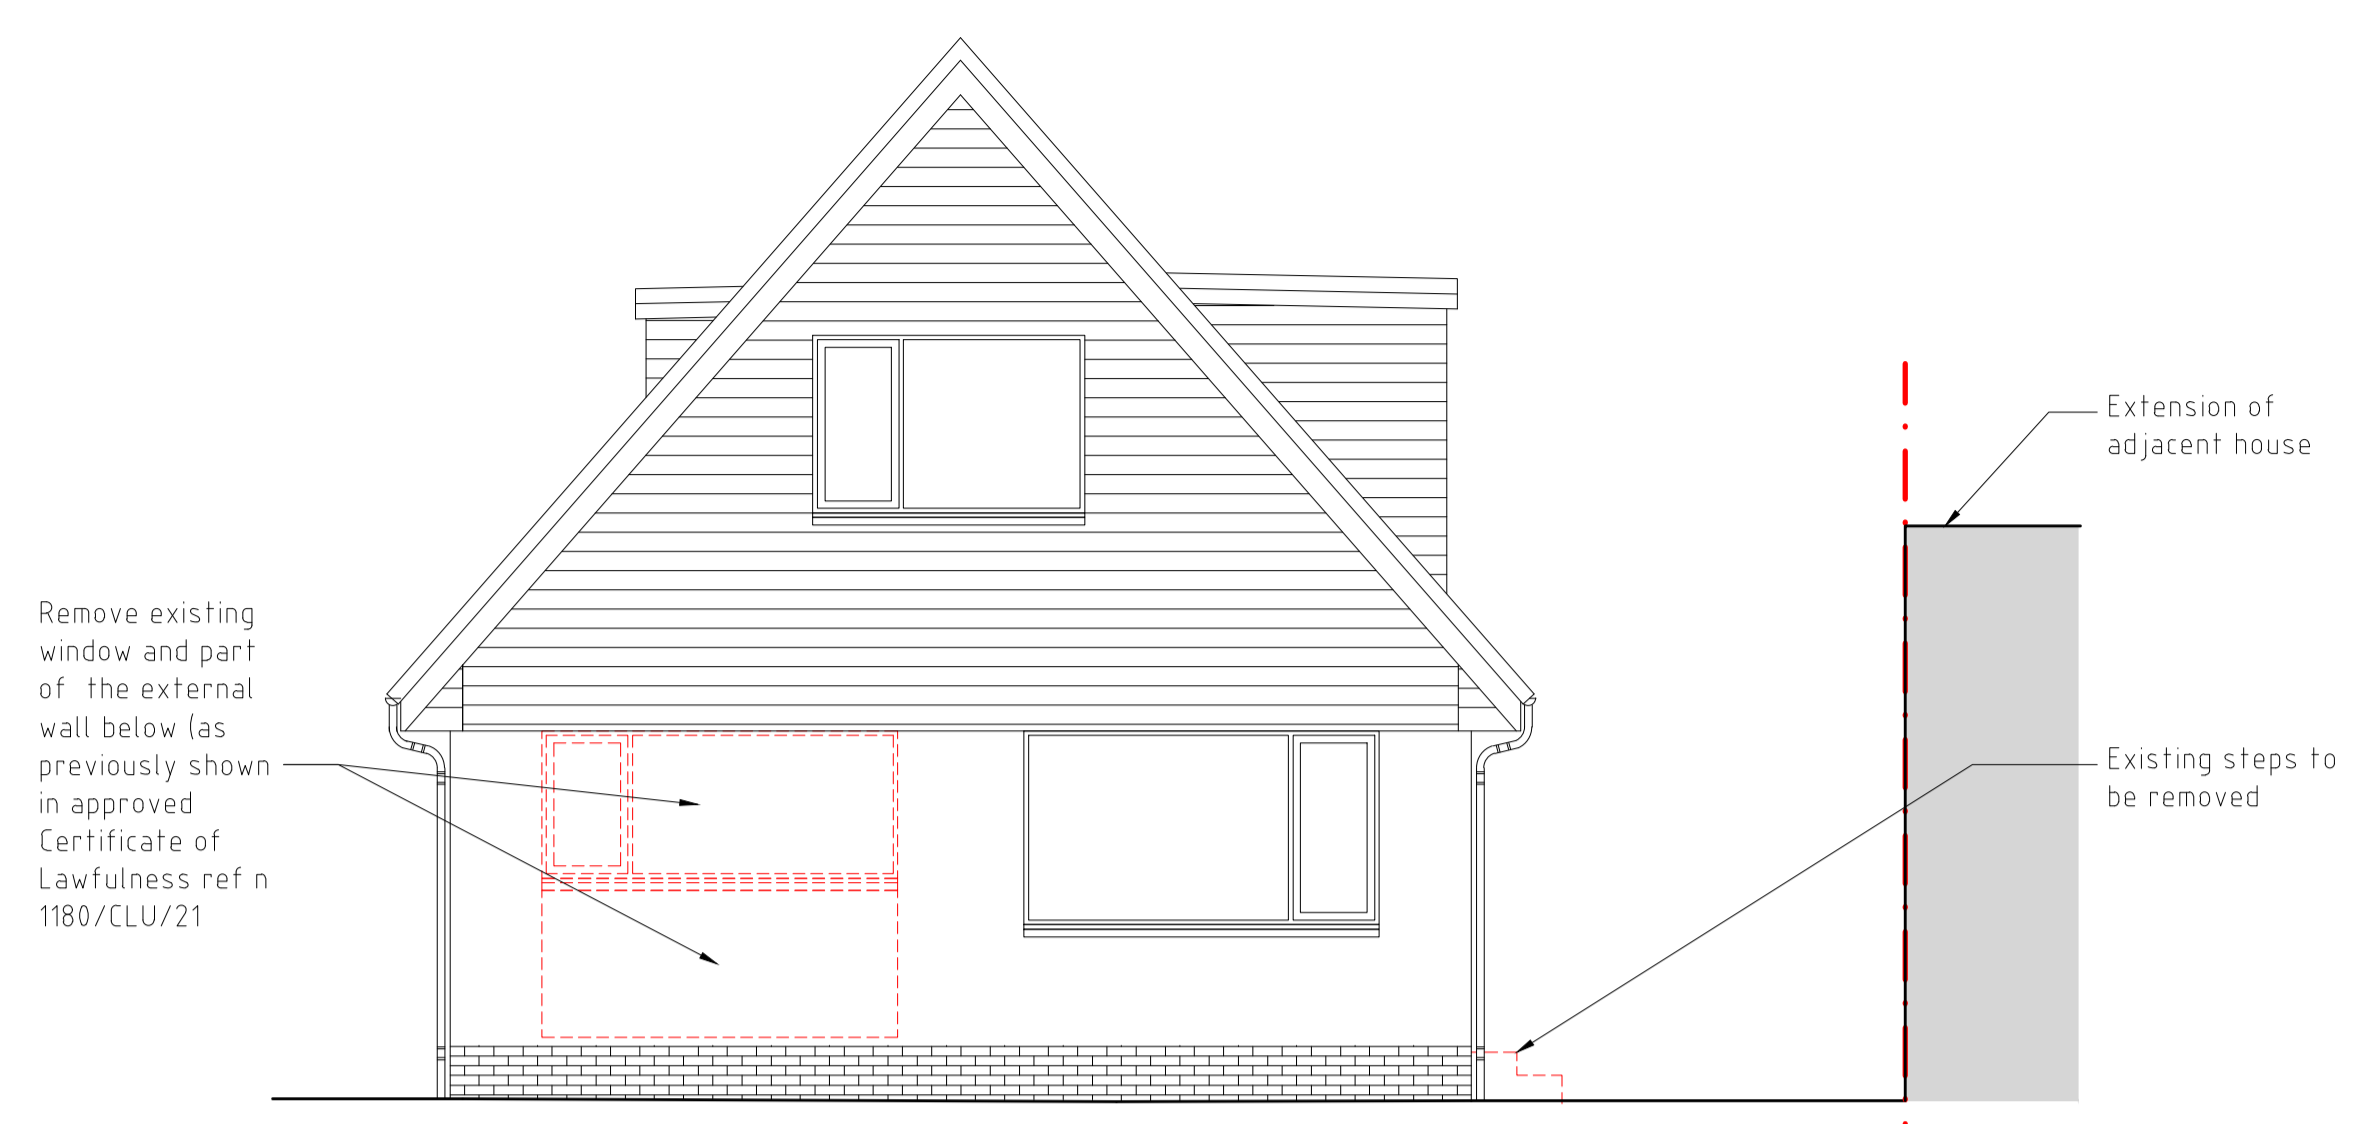 Extension of
adjacent house
Remove existing
window and part
of the external
wall below (as
previously shown
in approved
Certificate of
Lawfulness ref n
1180/CLU/21
Existing steps to
be removed